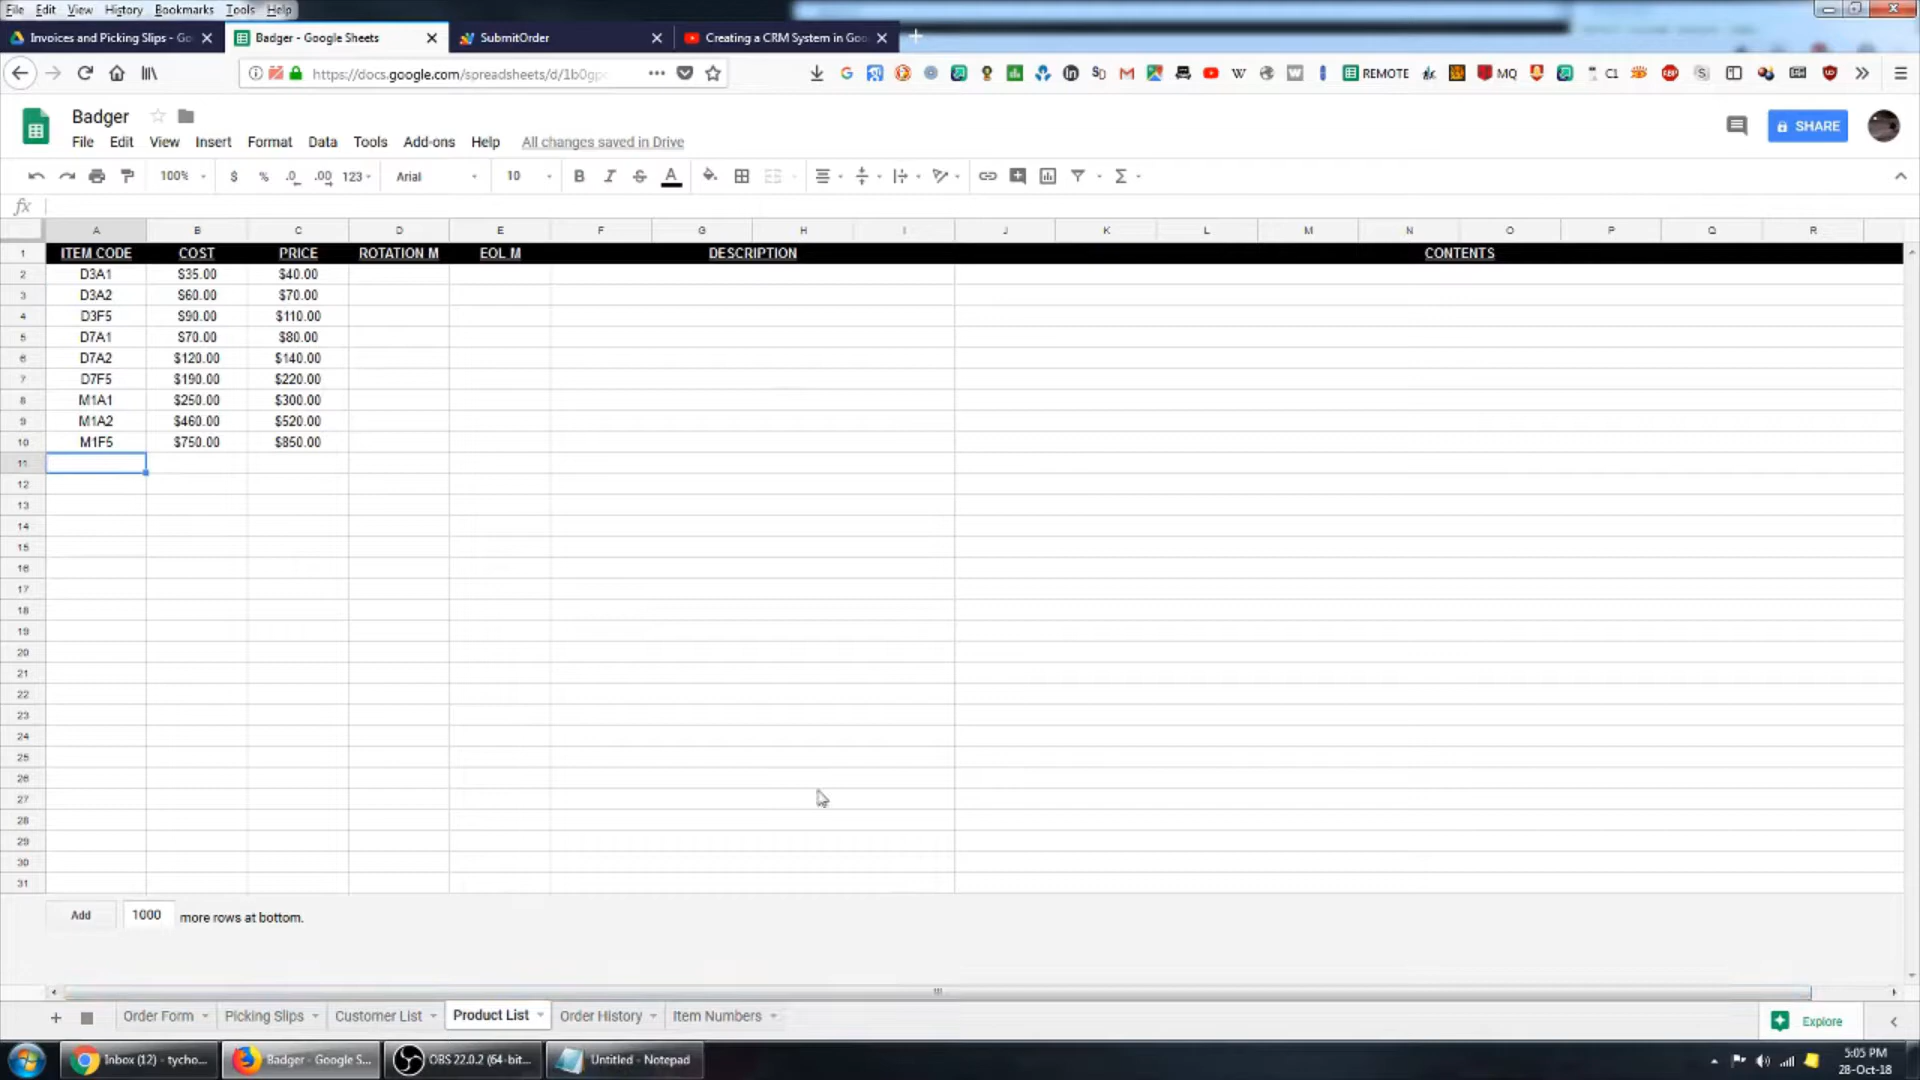 File Edit View History Bookmarks Tools Help
Invoices and Picking Slips - Go
Badger - Google Sheets
SubmitOrder
Creating a CRM System in Goo
https://docs.google.com/spreadsheets/d/1b0gp
REMOTE
MQ
C1
Badger
File Edit View Insert Format Data Tools Add-ons Help All changes saved in Drive
SHARE
100% $ % .0 .00 123 Arial 10 B I S A Σ
fx
A B C D E F G H I J K L M N O P Q R
1 ITEM CODE COST PRICE ROTATION M EOL M DESCRIPTION CONTENTS
2 D3A1 $35.00 $40.00
3 D3A2 $60.00 $70.00
4 D3F5 $90.00 $110.00
5 D7A1 $70.00 $80.00
6 D7A2 $120.00 $140.00
7 D7F5 $190.00 $220.00
8 M1A1 $250.00 $300.00
9 M1A2 $460.00 $520.00
10 M1F5 $750.00 $850.00
11
12
13
14
15
16
17
18
19
20
21
22
23
24
25
26
27
28
29
30
31
Add 1000 more rows at bottom.
Order Form Picking Slips Customer List Product List Order History Item Numbers
Explore
Inbox (12) - tycho...
Badger - Google S...
OBS 22.0.2 (64-bit...
Untitled - Notepad
5:05 PM
28-Oct-18